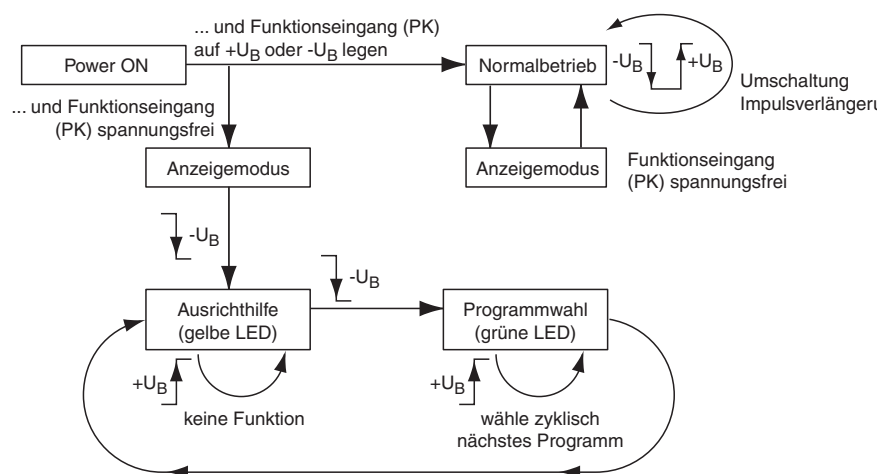 ... und Funktionseingang (PK)
auf +UB oder -UB legen
Power ON
Normalbetrieb
-UB
+UB
Umschaltung
Impulsverlängeru
... und Funktionseingang
(PK) spannungsfrei
Anzeigemodus
Anzeigemodus
Funktionseingang
(PK) spannungsfrei
-UB
-UB
Ausrichthilfe
(gelbe LED)
Programmwahl
(grüne LED)
+UB
keine Funktion
+UB
wähle zyklisch
nächstes Programm